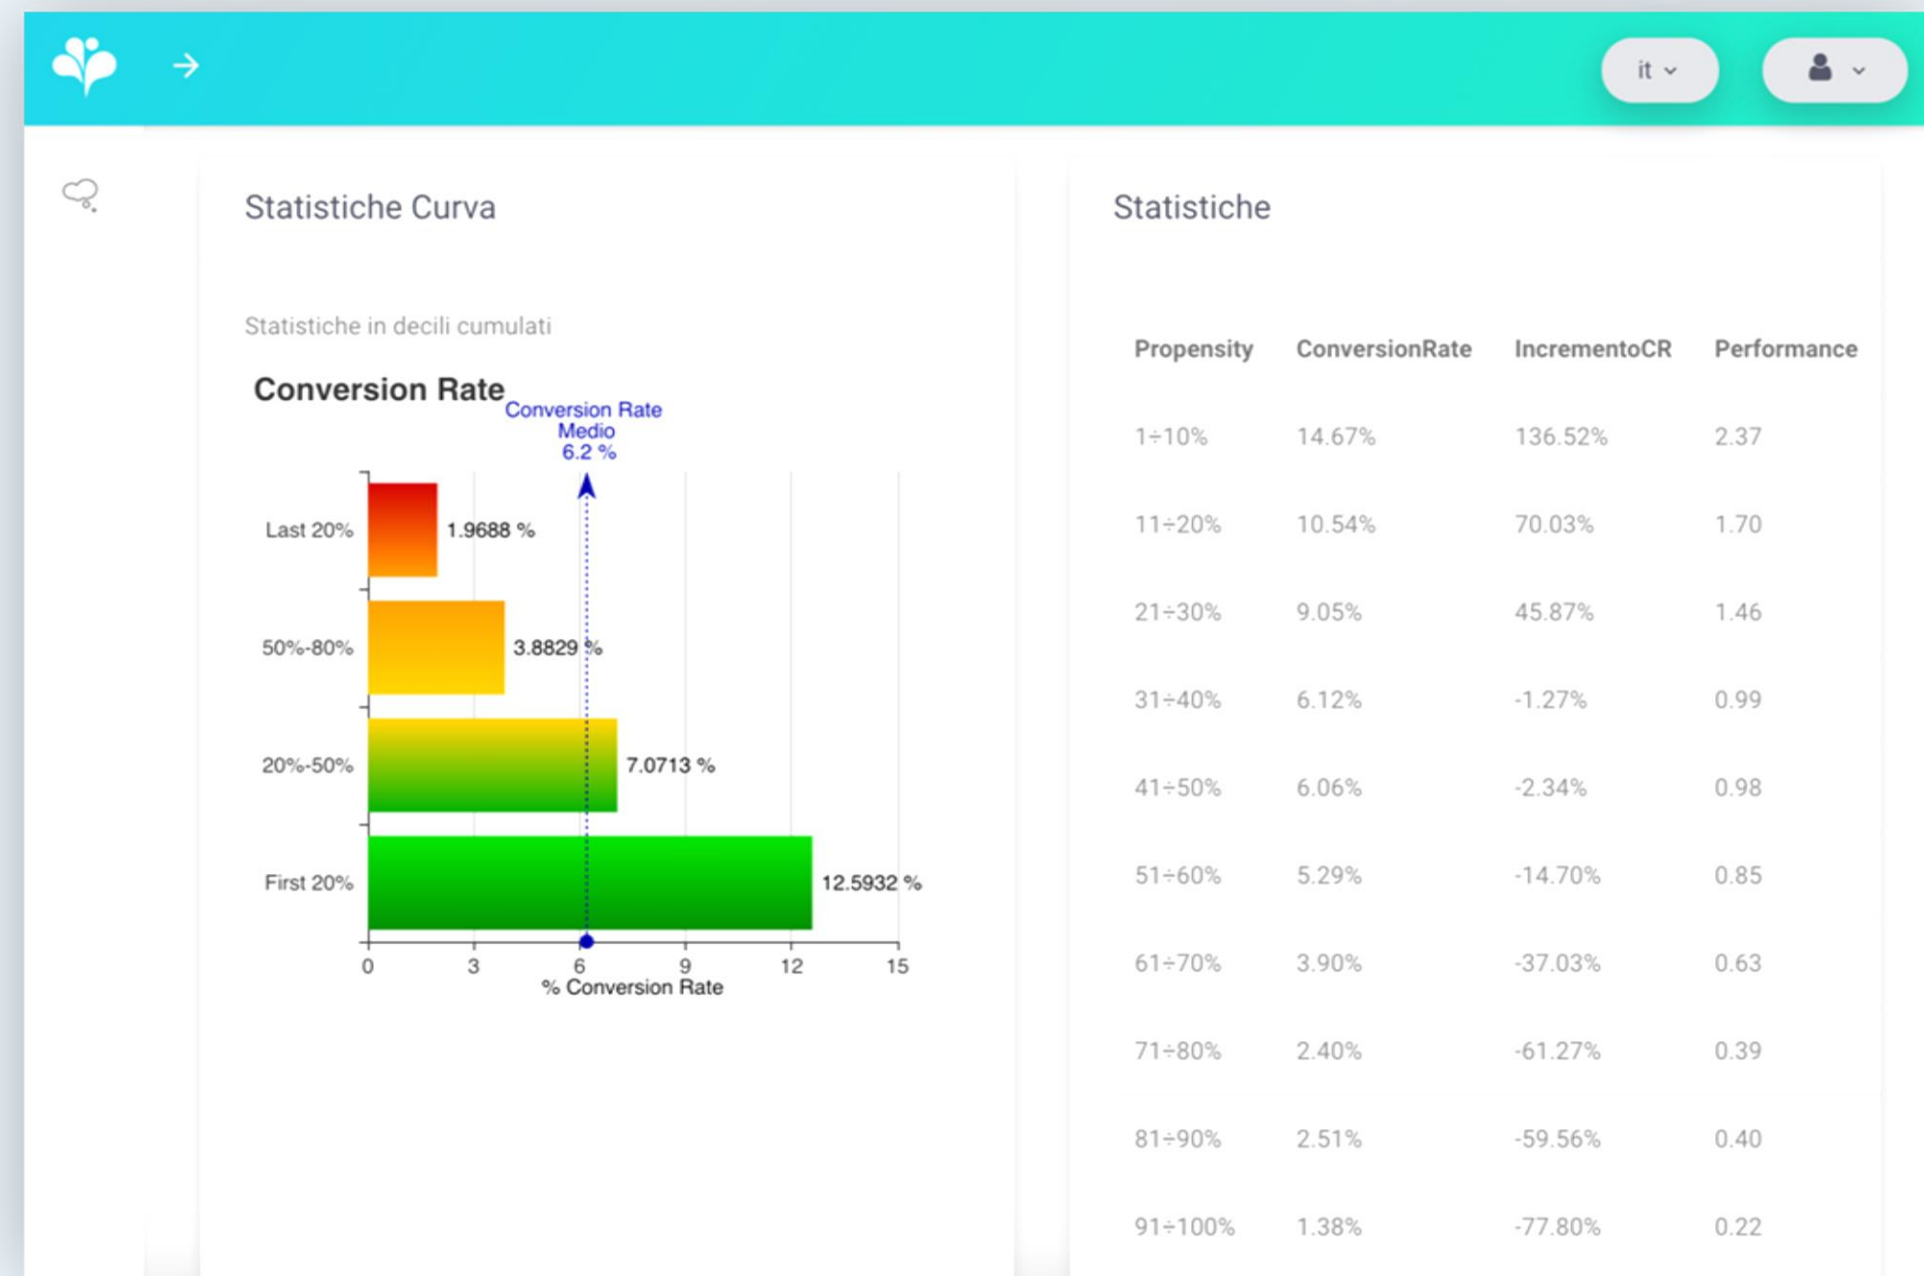 it
Statistiche Curva
Statistiche in decili cumulati
Conversion Rate
Conversion Rate
Medio
6.2 %
Last 20%
1.9688 %
50%-80%
3.8829 %
20%-50%
7.0713 %
First 20%
12.5932 %
0 3 6 9 12 15
% Conversion Rate
Statistiche
Propensity ConversionRate IncrementoCR Performance
1÷10% 14.67% 136.52% 2.37
11÷20% 10.54% 70.03% 1.70
21÷30% 9.05% 45.87% 1.46
31÷40% 6.12% -1.27% 0.99
41÷50% 6.06% -2.34% 0.98
51÷60% 5.29% -14.70% 0.85
61÷70% 3.90% -37.03% 0.63
71÷80% 2.40% -61.27% 0.39
81÷90% 2.51% -59.56% 0.40
91÷100% 1.38% -77.80% 0.22